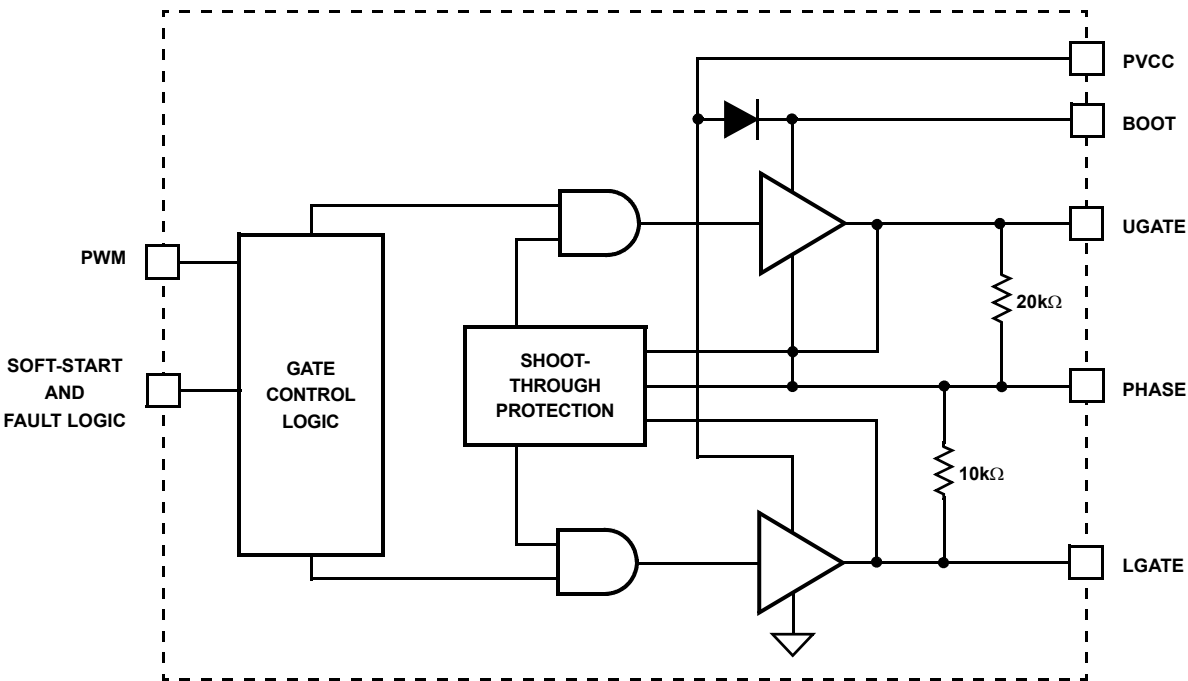 PVCC
BOOT
UGATE
PWM
20kΩ
SOFT-START
AND
FAULT LOGIC
GATE
CONTROL
LOGIC
SHOOT-
THROUGH
PROTECTION
PHASE
10kΩ
LGATE